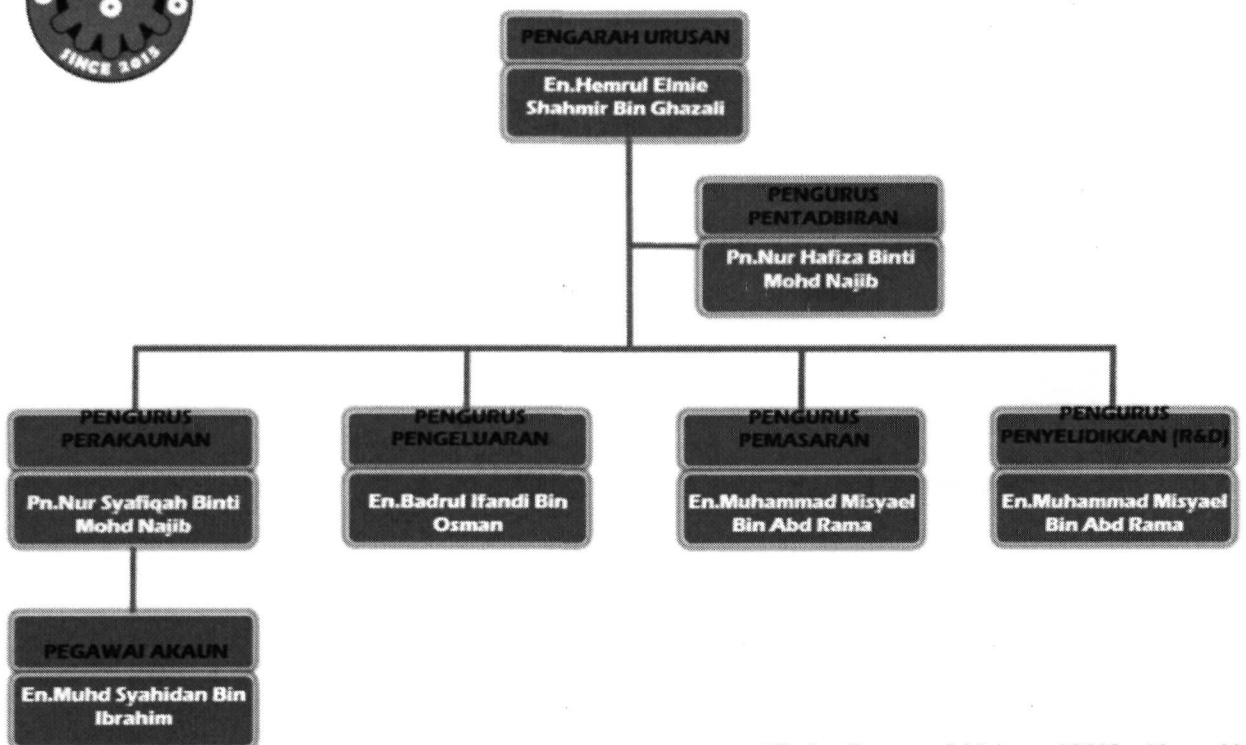 SINCE 2015
PENGARAH URUSAN
En.Hemrul Elmie
Shahmir Bin Ghazali
PENGURUS
PENTADBIRAN
Pn.Nur Hafiza Binti
Mohd Najib
PENGURUS
PERAKAUNAN
Pn.Nur Syafiqah Binti
Mohd Najib
PENGURUS
PENGELUARAN
En.Badrul Ifandi Bin
Osman
PENGURUS
PEMASARAN
En.Muhammad Misyael
Bin Abd Rama
PENGURUS
PENYELIDIKKAN (R&D)
En.Muhammad Misyael
Bin Abd Rama
PEGAWAI AKAUN
En.Muhd Syahidan Bin
Ibrahim